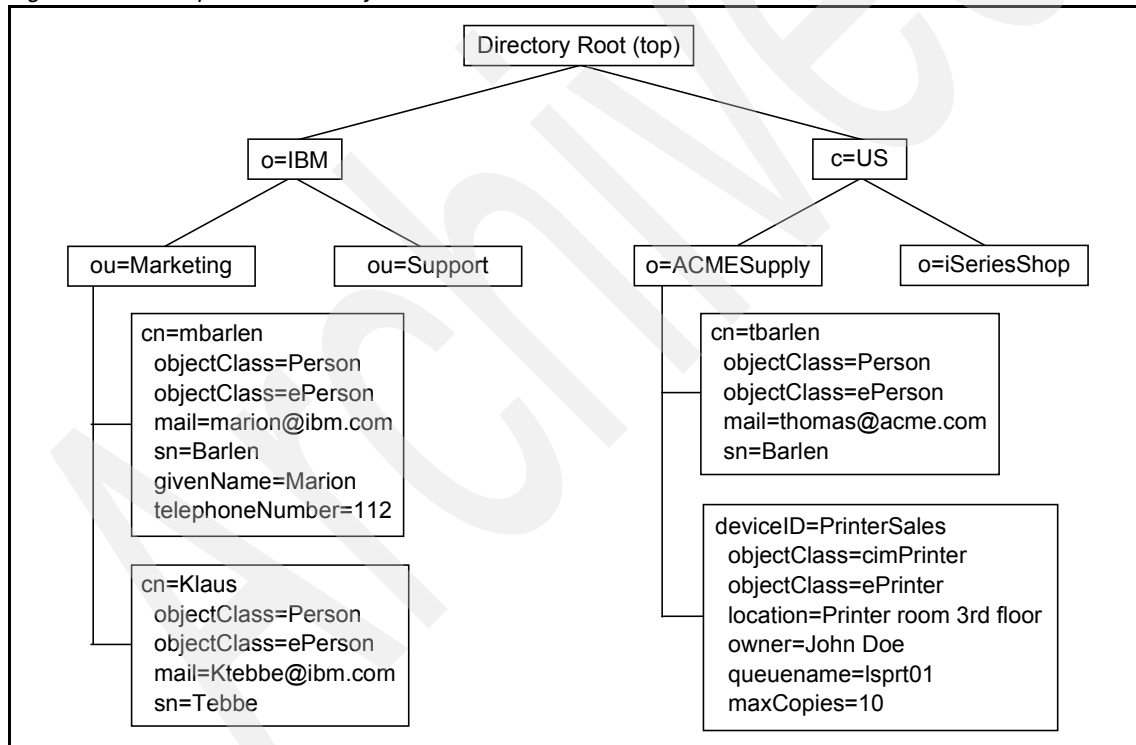 Directory Root (top)
o=IBM
c=US
ou=Marketing
ou=Support
o=ACMESupply
o=iSeriesShop
cn=mbarlen
objectClass=Person
objectClass=ePerson
mail=marion@ibm.com
sn=Barlen
givenName=Marion
telephoneNumber=112
cn=Klaus
objectClass=Person
objectClass=ePerson
mail=Ktebbe@ibm.com
sn=Tebbe
cn=tbarlen
objectClass=Person
objectClass=ePerson
mail=thomas@acme.com
sn=Barlen
deviceID=PrinterSales
objectClass=cimPrinter
objectClass=ePrinter
location=Printer room 3rd floor
owner=John Doe
queuename=lsprt01
maxCopies=10